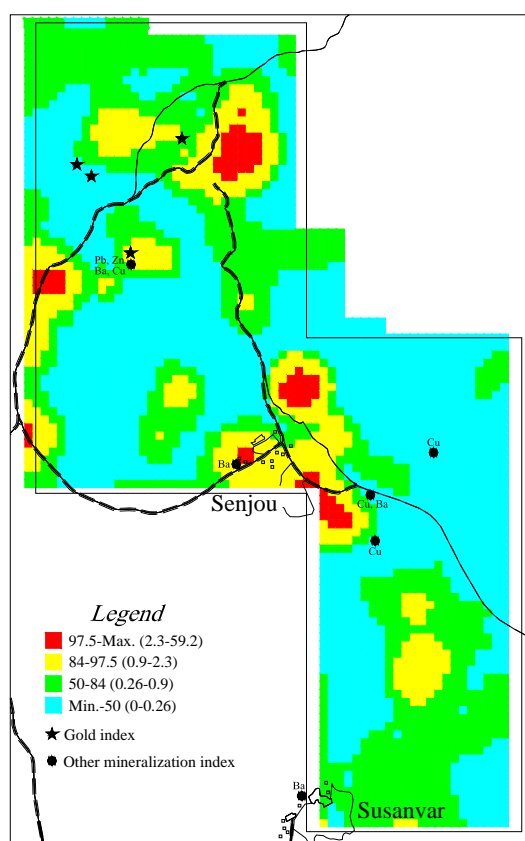 Pb, Zn
Ba, Cu
Cu
Ba
Cu, Ba
Senjou
Cu
Legend
97.5-Max. (2.3-59.2)
84-97.5 (0.9-2.3)
50-84 (0.26-0.9)
Min.-50 (0-0.26)
Gold index
Other mineralization index
Ba
Susanvar